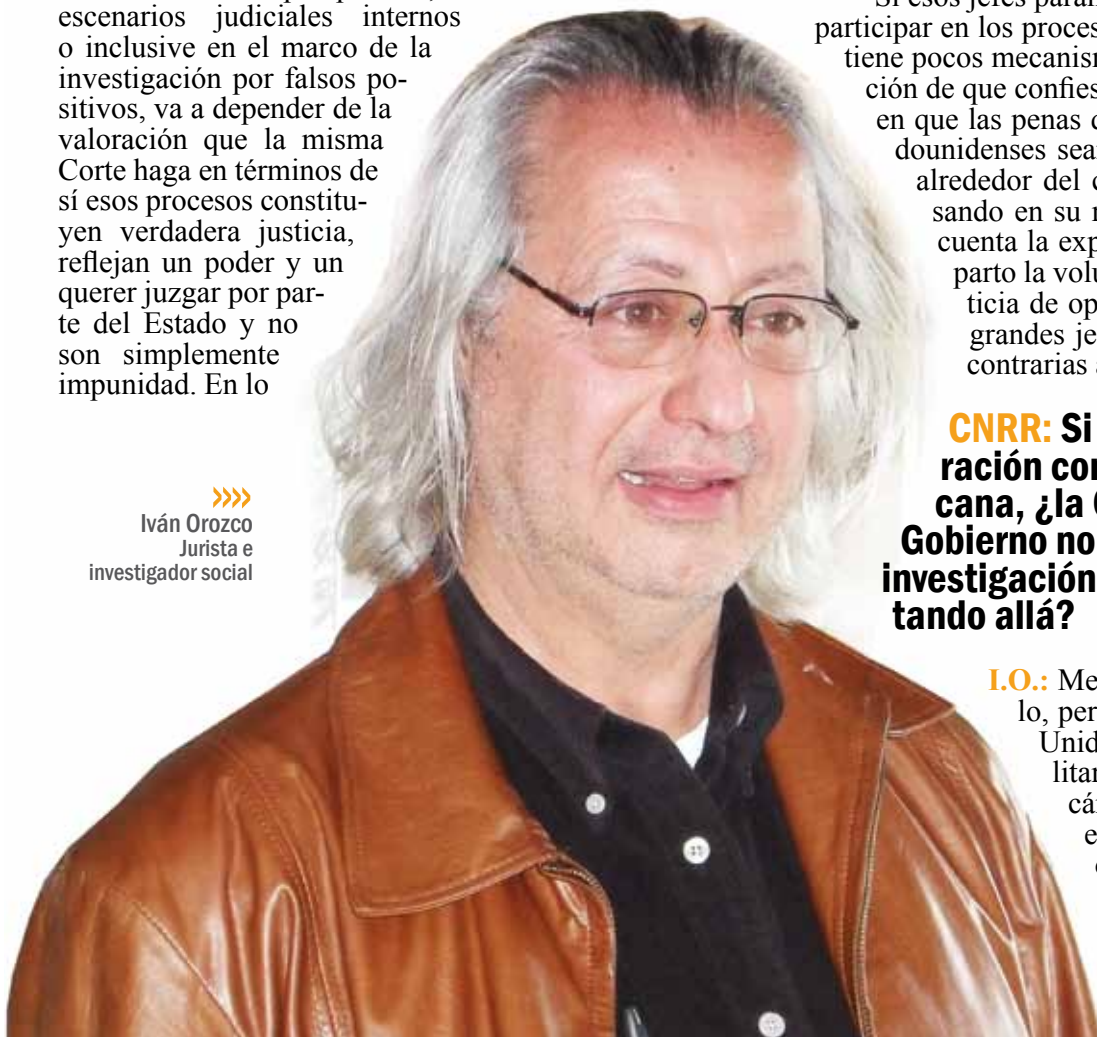 escenarios judiciales internos
o inclusive en el marco de la
investigación por falsos po-
sitivos, va a depender de la
valoración que la misma
Corte haga en términos de
sí esos procesos constitu-
yen verdadera justicia,
reflejan un poder y un
querer juzgar por par-
te del Estado y no
son simplemente
impunidad. En lo
»»
Iván Orozco
Jurista e
investigador social
participar en los proces
tiene pocos mecanism
ción de que confies
en que las penas d
dounidenses sea
alrededor del
sando en su
cuenta la exp
parto la volu
ticia de op
grandes je
contrarias a
CNRR: Si
ración cor
cana, ¿la
Gobierno no
investigación
tando allá?
I.O.: Me
lo, per
Unid
litar
cá
e